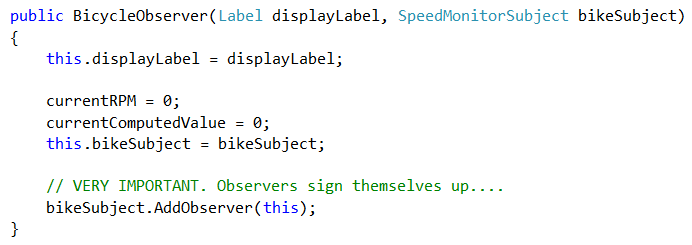 public BicycleObserver(Label displayLabel, SpeedMonitorSubject bikeSubject)
{
    this.displayLabel = displayLabel;

    currentRPM = 0;
    currentComputedValue = 0;
    this.bikeSubject = bikeSubject;

    // VERY IMPORTANT. Observers sign themselves up....
    bikeSubject.AddObserver(this);
}